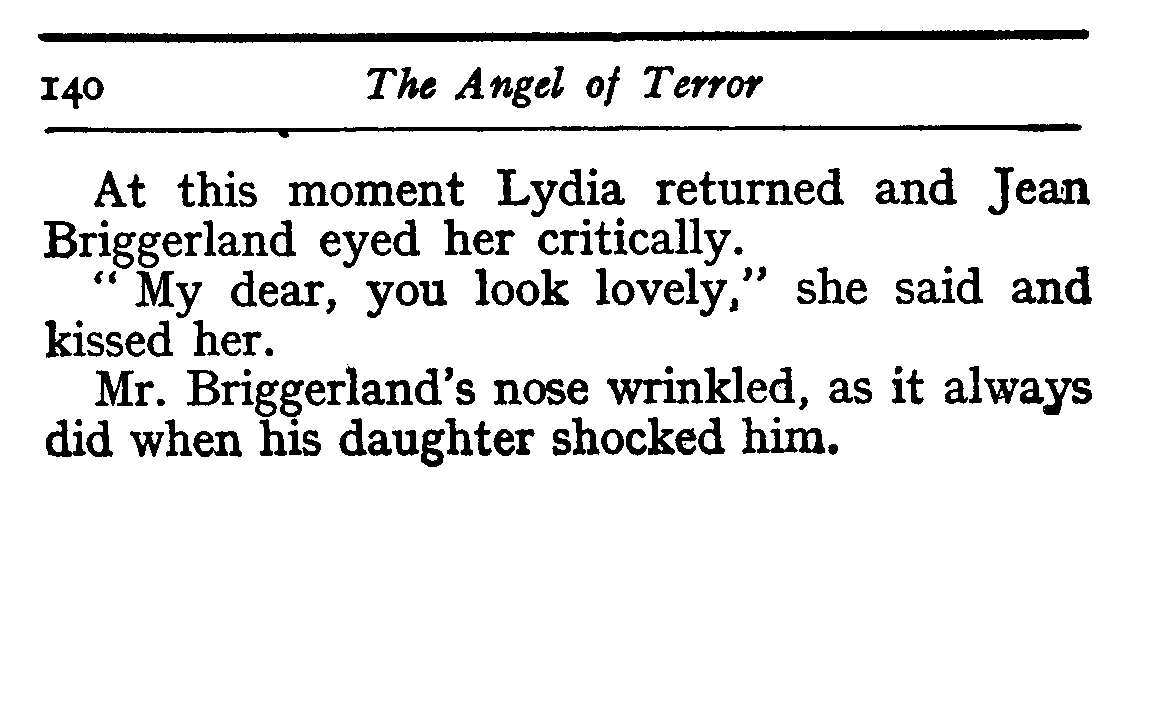 140 The Angel of Terror
At this moment Lydia returned and Jean
Briggerland eyed her critically.
“ My dear, you look lovely,” she said and
kissed her.
Mr. Briggerland's nose wrinkled, as it always
did when his daughter shocked him.